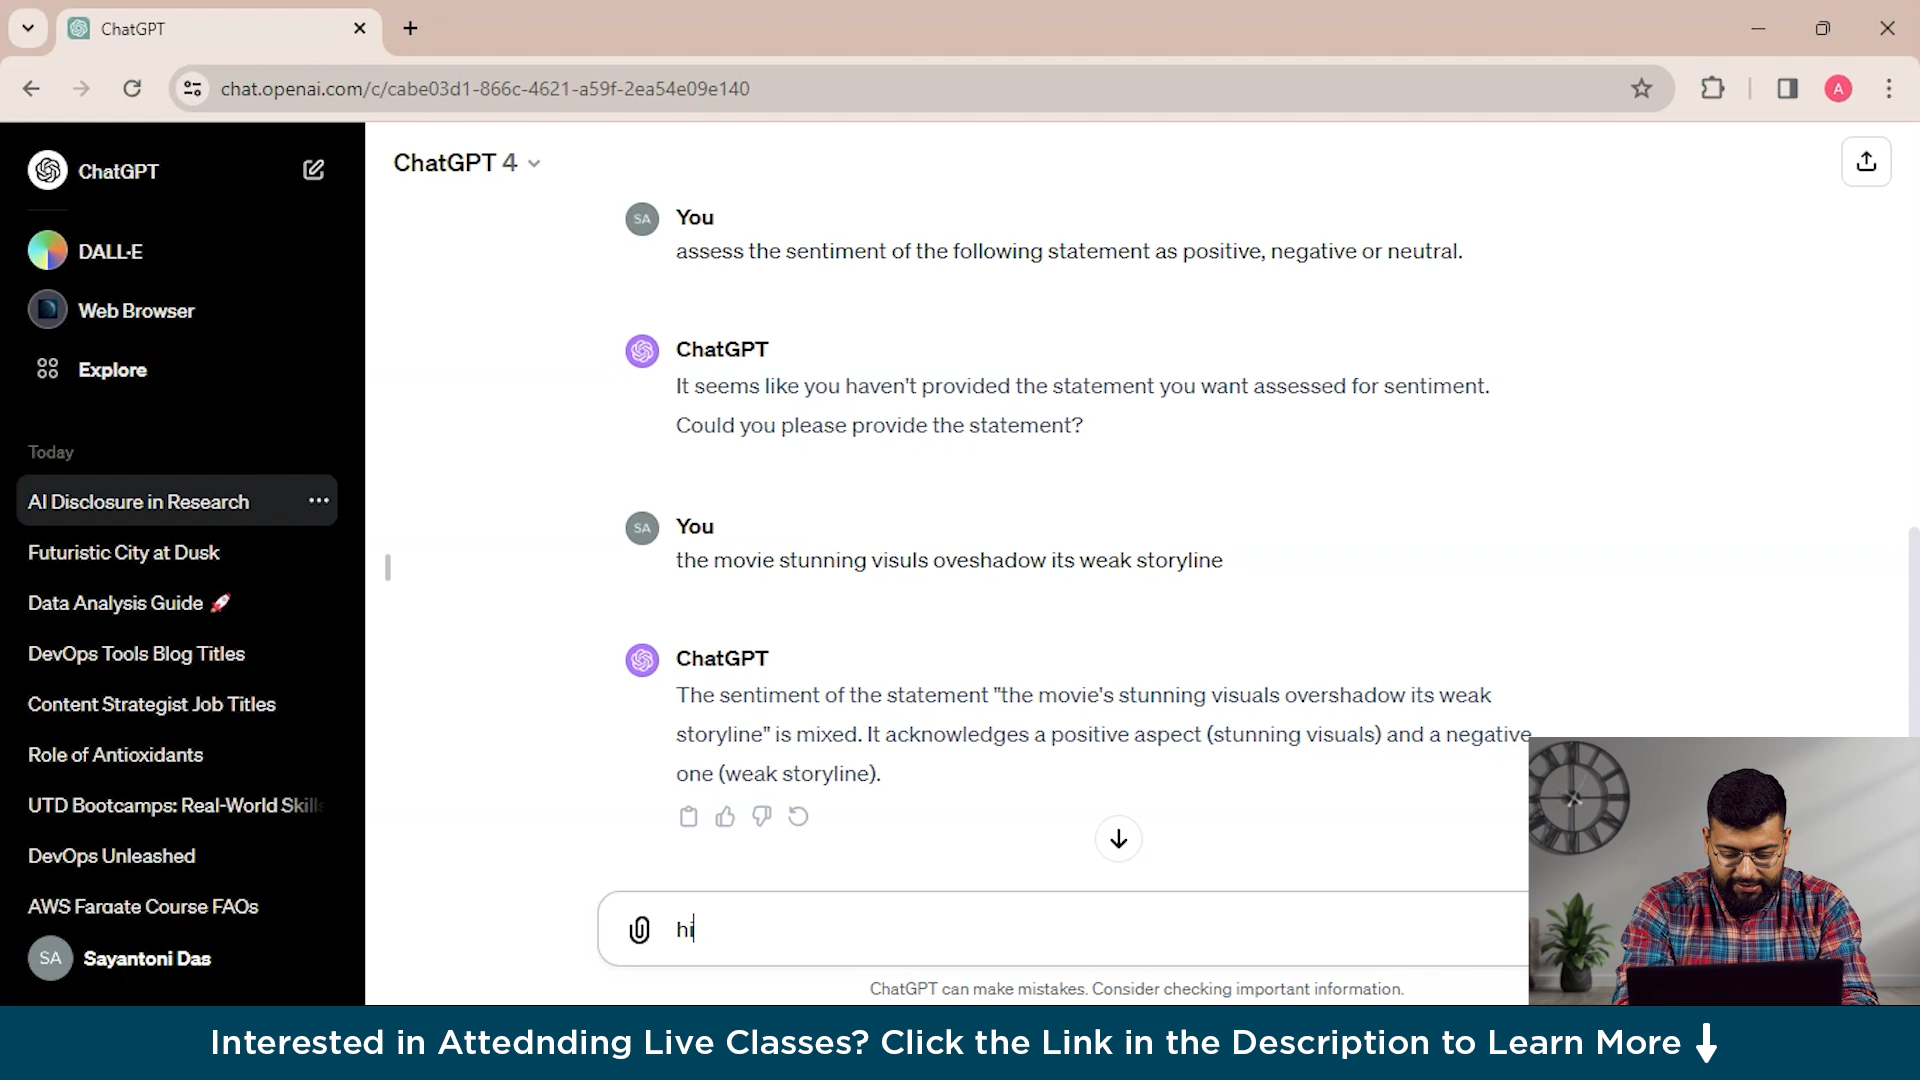 ChatGPT
chat.openai.com/c/cabe03d1-866c-4621-a59f-2ea54e09e140
A
ChatGPT
DALL·E
Web Browser
Explore
Today
AI Disclosure in Research
Futuristic City at Dusk
Data Analysis Guide 🚀
DevOps Tools Blog Titles
Content Strategist Job Titles
Role of Antioxidants
UTD Bootcamps: Real-World Skills
DevOps Unleashed
AWS Fargate Course FAQs
SA
Sayantoni Das
ChatGPT 4
SA
You
assess the sentiment of the following statement as positive, negative or neutral.
ChatGPT
It seems like you haven't provided the statement you want assessed for sentiment.
Could you please provide the statement?
SA
You
the movie stunning visuls oveshadow its weak storyline
ChatGPT
The sentiment of the statement "the movie's stunning visuals overshadow its weak
storyline" is mixed. It acknowledges a positive aspect (stunning visuals) and a negative
one (weak storyline).
hi
ChatGPT can make mistakes. Consider checking important information.
Interested in Attednding Live Classes? Click the Link in the Description to Learn More